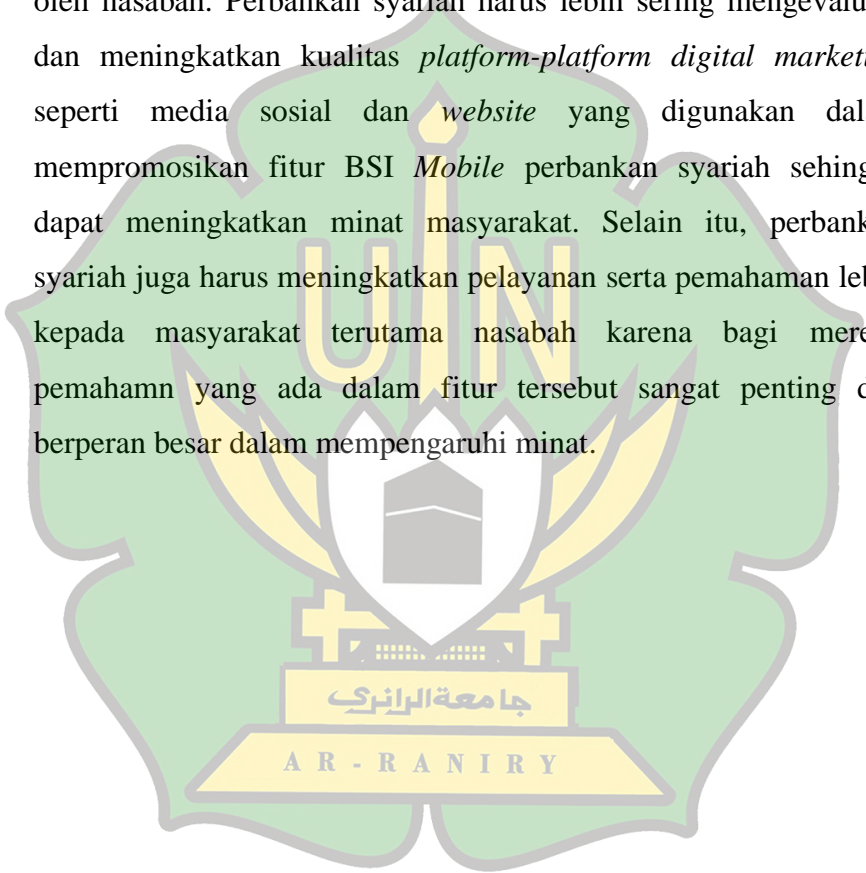 oleh nasabah. Perbankan syariah harus lebih sering mengevalu
dan meningkatkan kualitas platform-platform digital marketi
seperti media sosial dan website yang digunakan dal
mempromosikan fitur BSI Mobile perbankan syariah sehing
dapat meningkatkan minat masyarakat. Selain itu, perbank
syariah juga harus meningkatkan pelayanan serta pemahaman leb
kepada masyarakat terutama nasabah karena bagi mere
pemahamn yang ada dalam fitur tersebut sangat penting d
berperan besar dalam mempengaruhi minat.
UIN
جامعة الرانري
AR-RANIRY